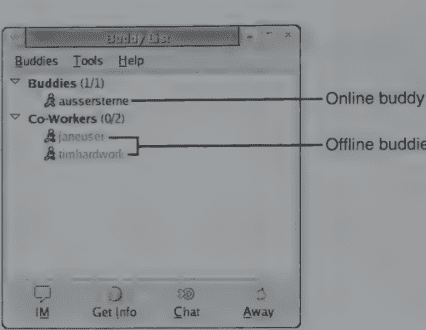 Buddy List
Buddies Tools Help
Buddies (1/1)
aussersterne
Online buddy
Co-Workers (0/2)
janeuser
Offline buddie
timhardwork
IM Get Info Chat Away